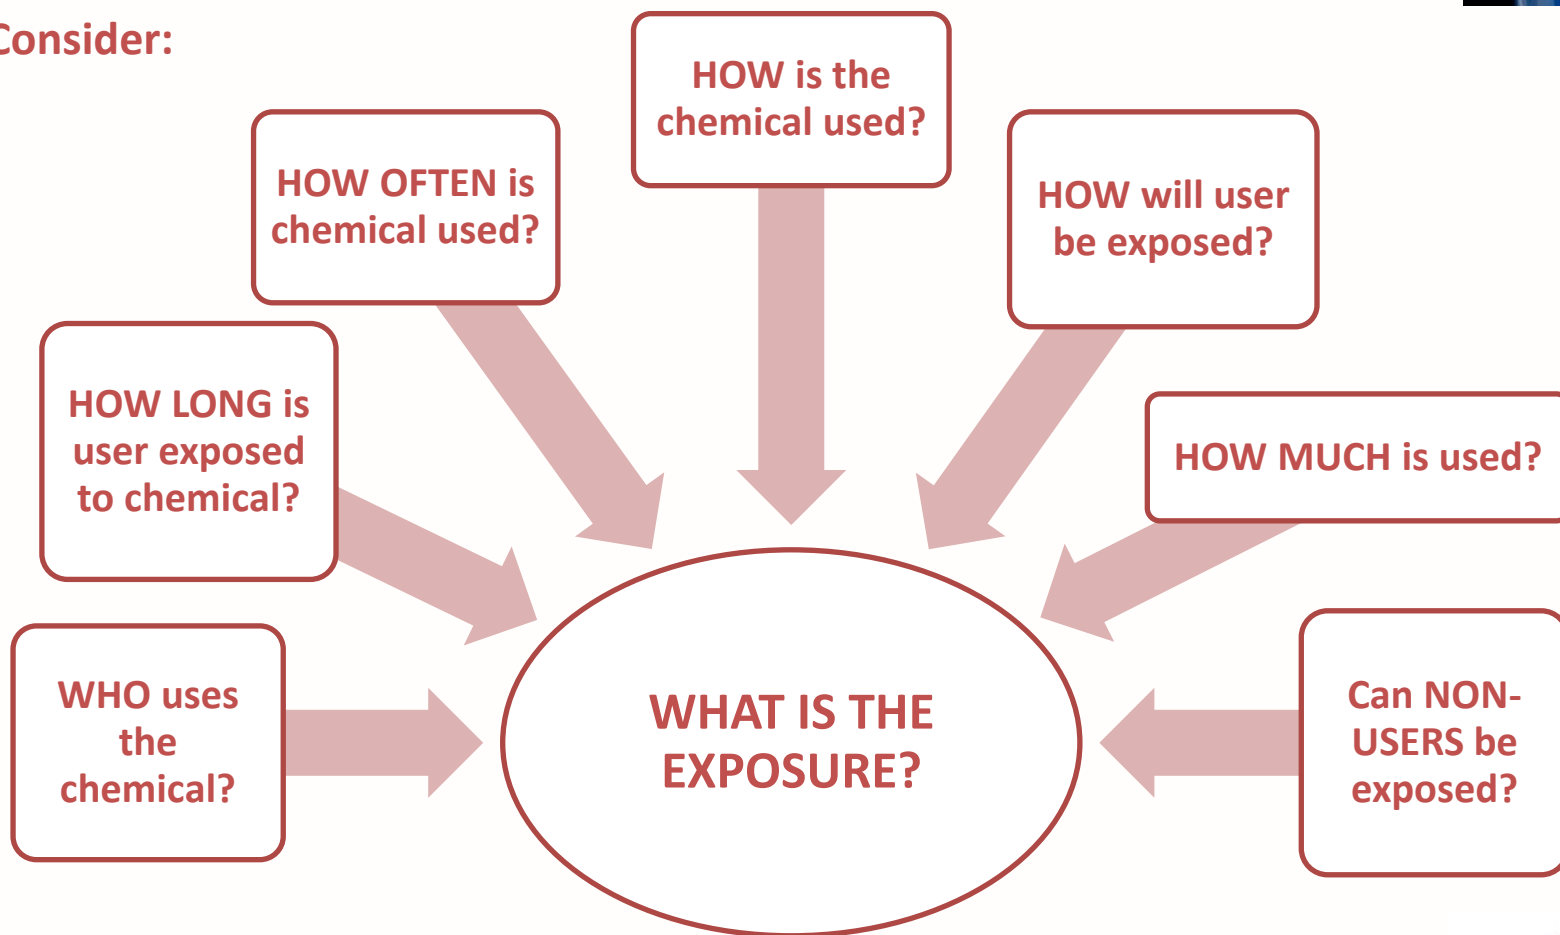 Consider:
HOW is the
chemical used?
HOW OFTEN is
chemical used?
HOW will user
be exposed?
HOW LONG is
user exposed
to chemical?
HOW MUCH is used?
WHO uses
the
chemical?
WHAT IS THE
EXPOSURE?
Can NON-
USERS be
exposed?